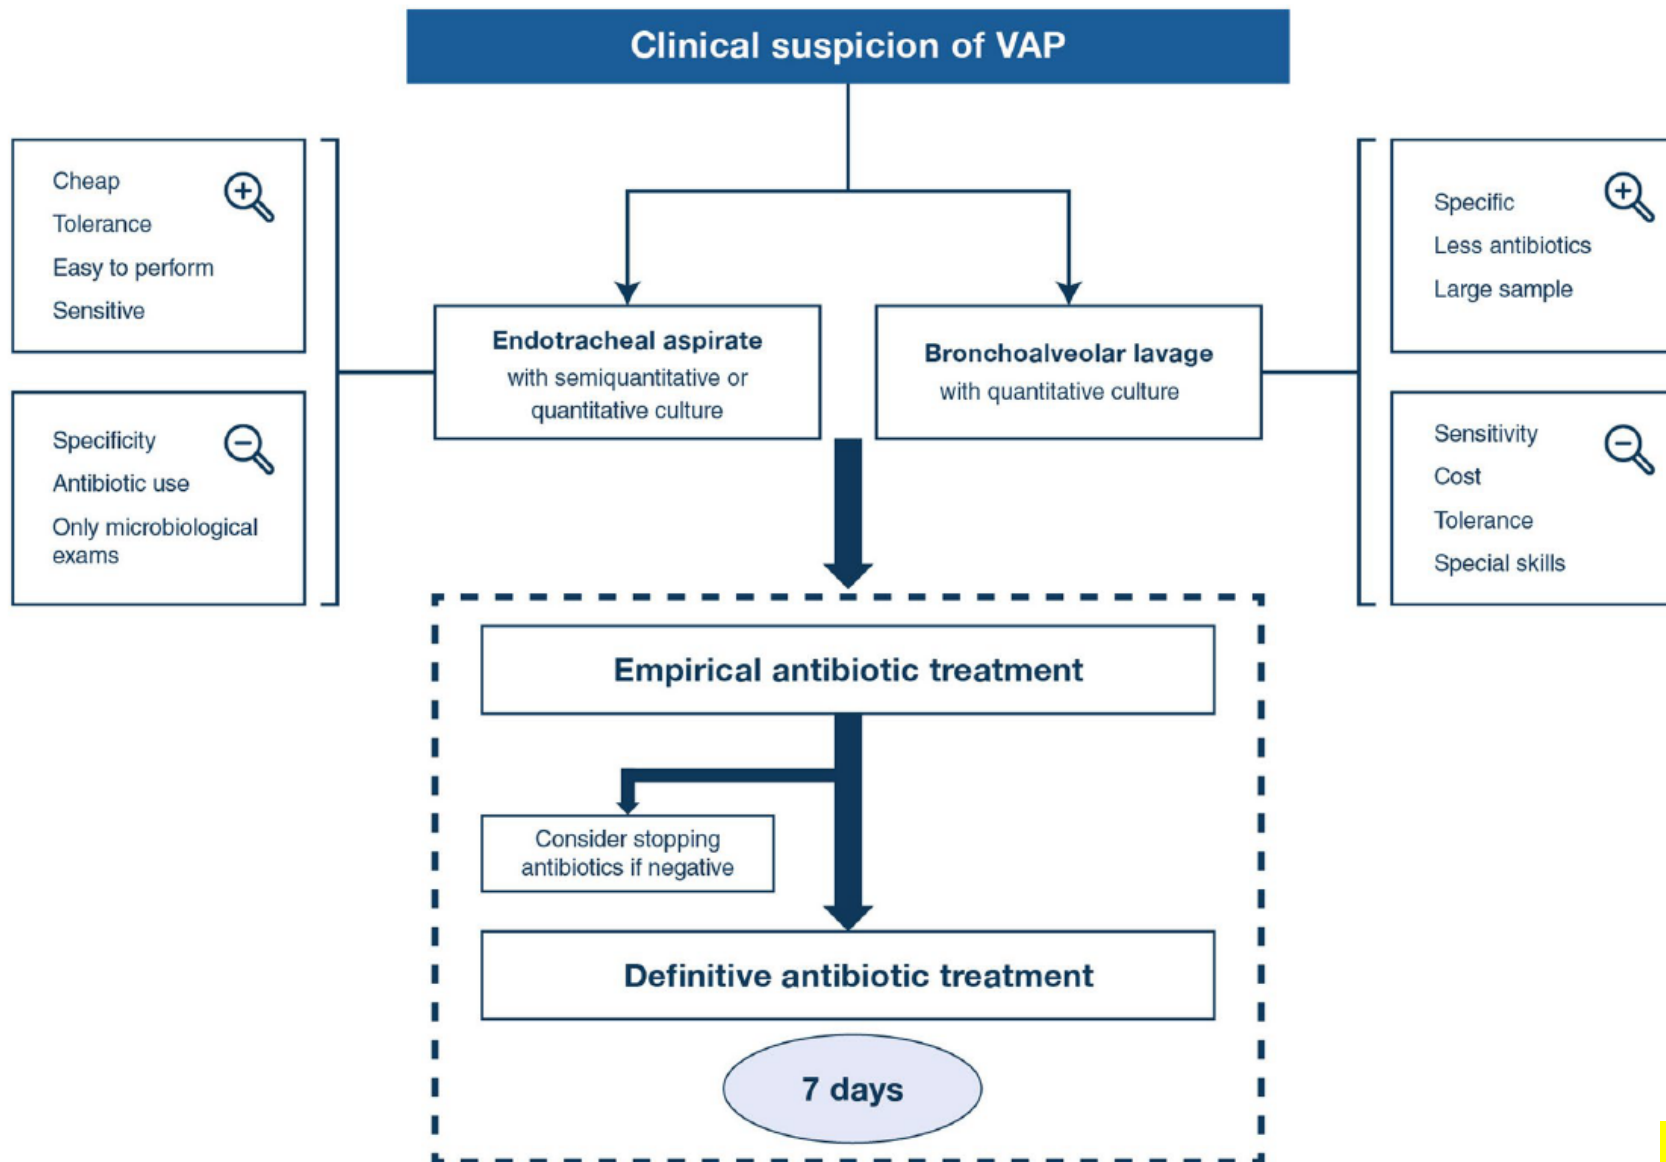 Clinical suspicion of VAP
Cheap
Tolerance
Easy to perform
Sensitive
Specificity
Antibiotic use
Only microbiological
exams
Endotracheal aspirate
with semiquantitative or
quantitative culture
Bronchoalveolar lavage
with quantitative culture
Specific
Less antibiotics
Large sample
Sensitivity
Cost
Tolerance
Special skills
Empirical antibiotic treatment
Consider stopping
antibiotics if negative
Definitive antibiotic treatment
7 days